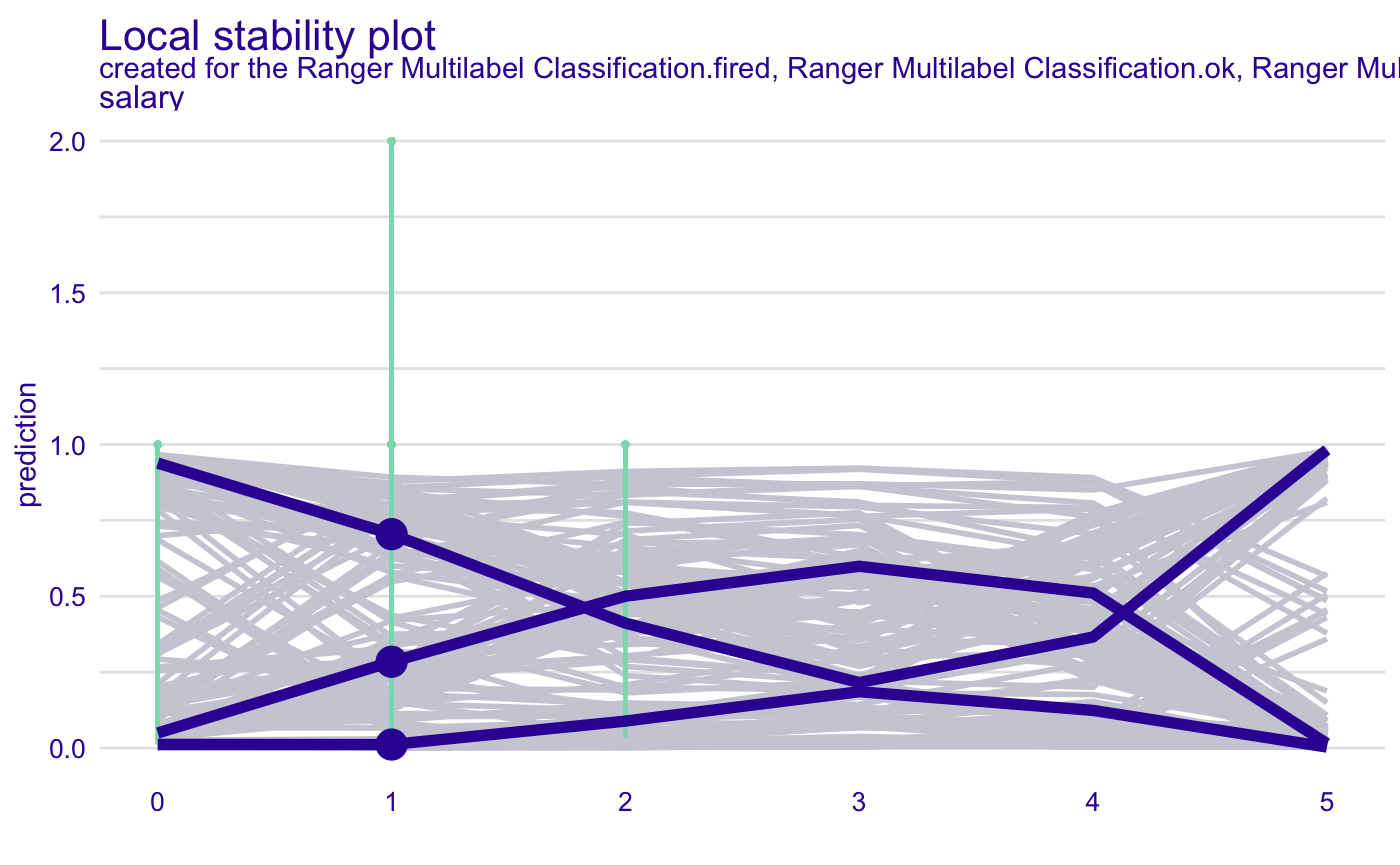 Local stability plot
created for the Ranger Multilabel Classification.fired, Ranger Multilabel Classification.ok, Ranger
salary
2.0
1.5
1.0
0.5
0.0
prediction
0 1 2 3 4 5